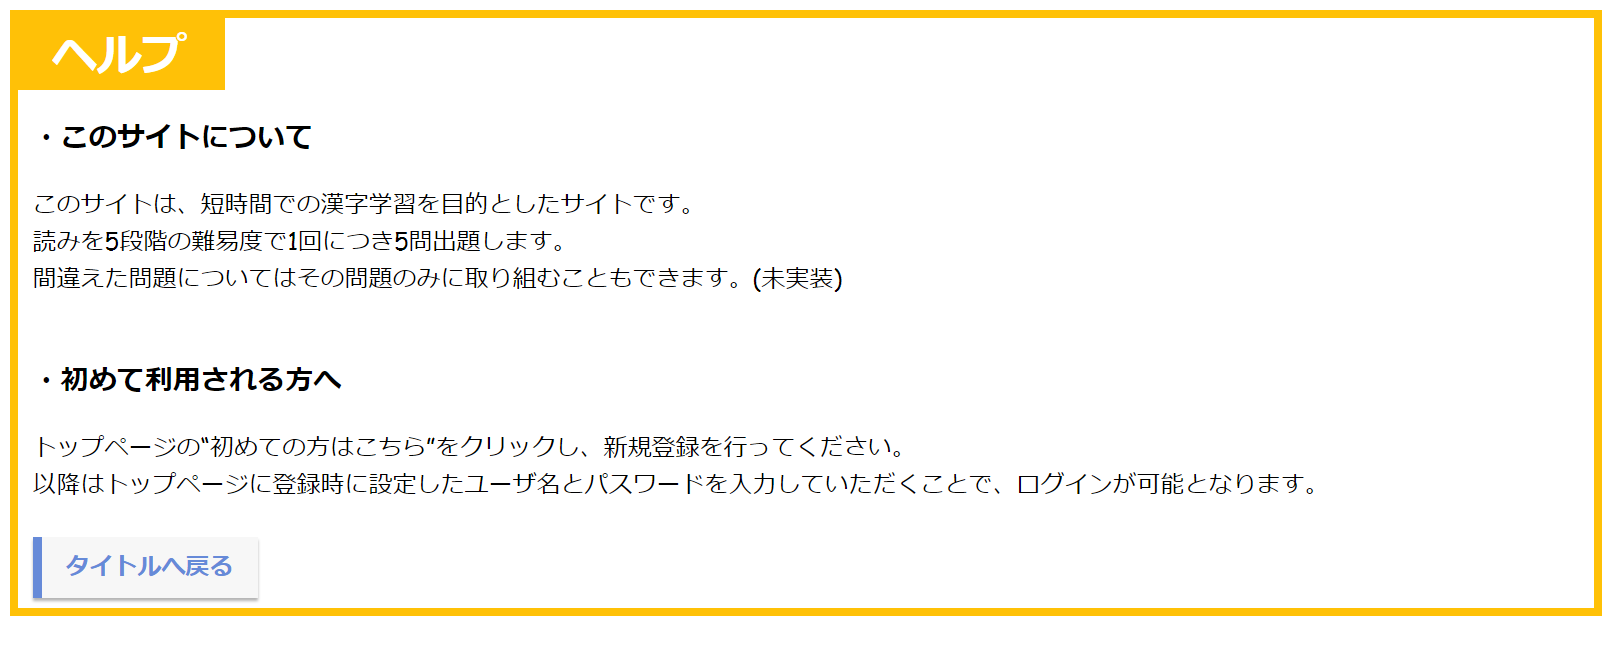 ヘルプ
・このサイトについて
このサイトは、短時間での漢字学習を目的としたサイトです。
読みを5段階の難易度で1回につき5問出題します。
間違えた問題についてはその問題のみに取り組むこともできます。(未実装)
・初めて利用される方へ
トップページの“初めての方はこちら”をクリックし、新規登録を行ってください。
以降はトップページに登録時に設定したユーザ名とパスワードを入力していただくことで、ログインが可能となります。
タイトルへ戻る